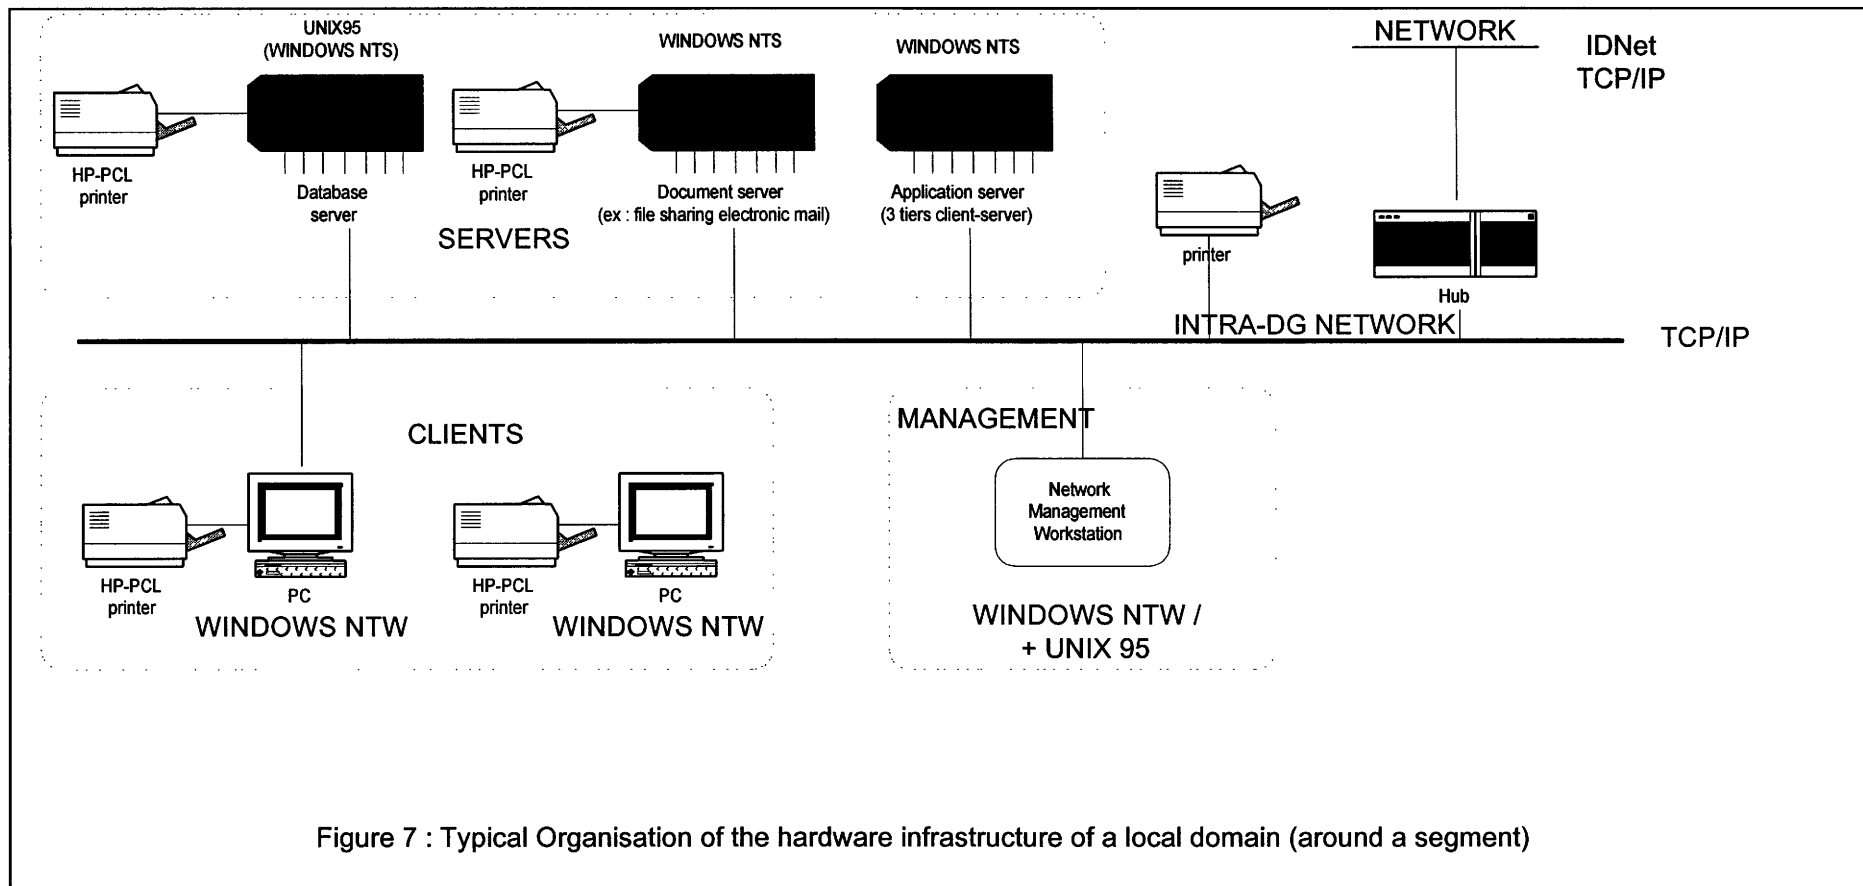 UNIX95
(WINDOWS NTS)
WINDOWS NTS
WINDOWS NTS
NETWORK
IDNet
TCP/IP
HP-PCL
printer
Database
server
HP-PCL
printer
Document server
(ex : file sharing electronic mail)
Application server
(3 tiers client-server)
SERVERS
printer
Hub
INTRA-DG NETWORK
TCP/IP
CLIENTS
MANAGEMENT
Network
Management
Workstation
HP-PCL
printer
PC
WINDOWS NTW
HP-PCL
printer
PC
WINDOWS NTW
WINDOWS NTW /
+ UNIX 95
Figure 7 : Typical Organisation of the hardware infrastructure of a local domain (around a segment)